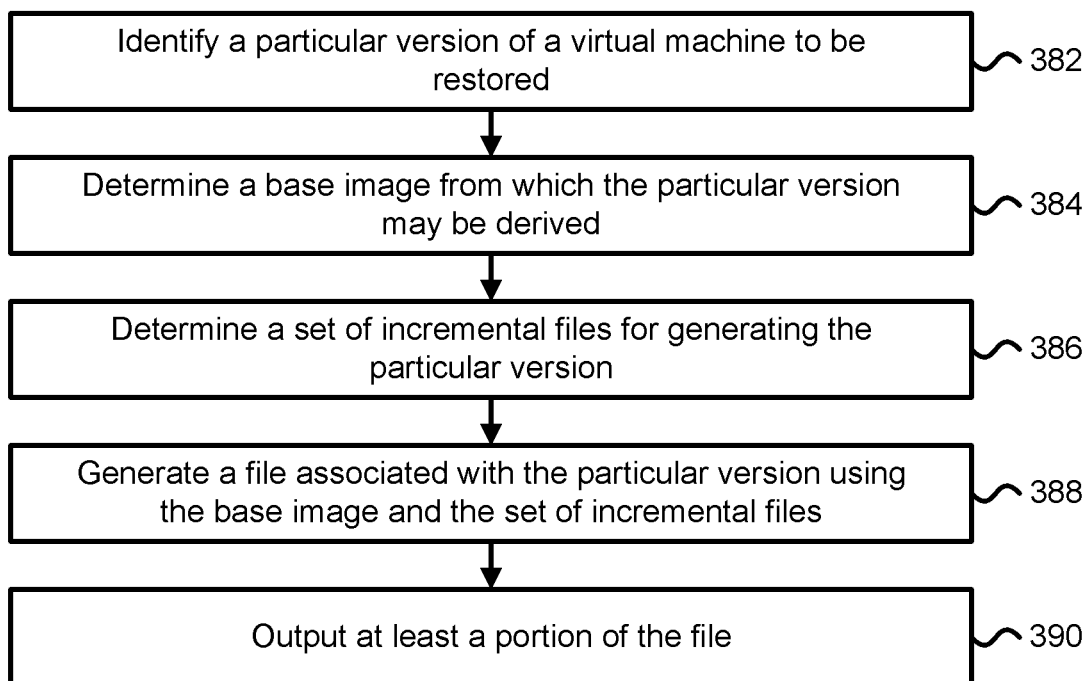 Identify a particular version of a virtual machine to be
restored
382
Determine a base image from which the particular version
may be derived
384
Determine a set of incremental files for generating the
particular version
386
Generate a file associated with the particular version using
the base image and the set of incremental files
388
Output at least a portion of the file
390